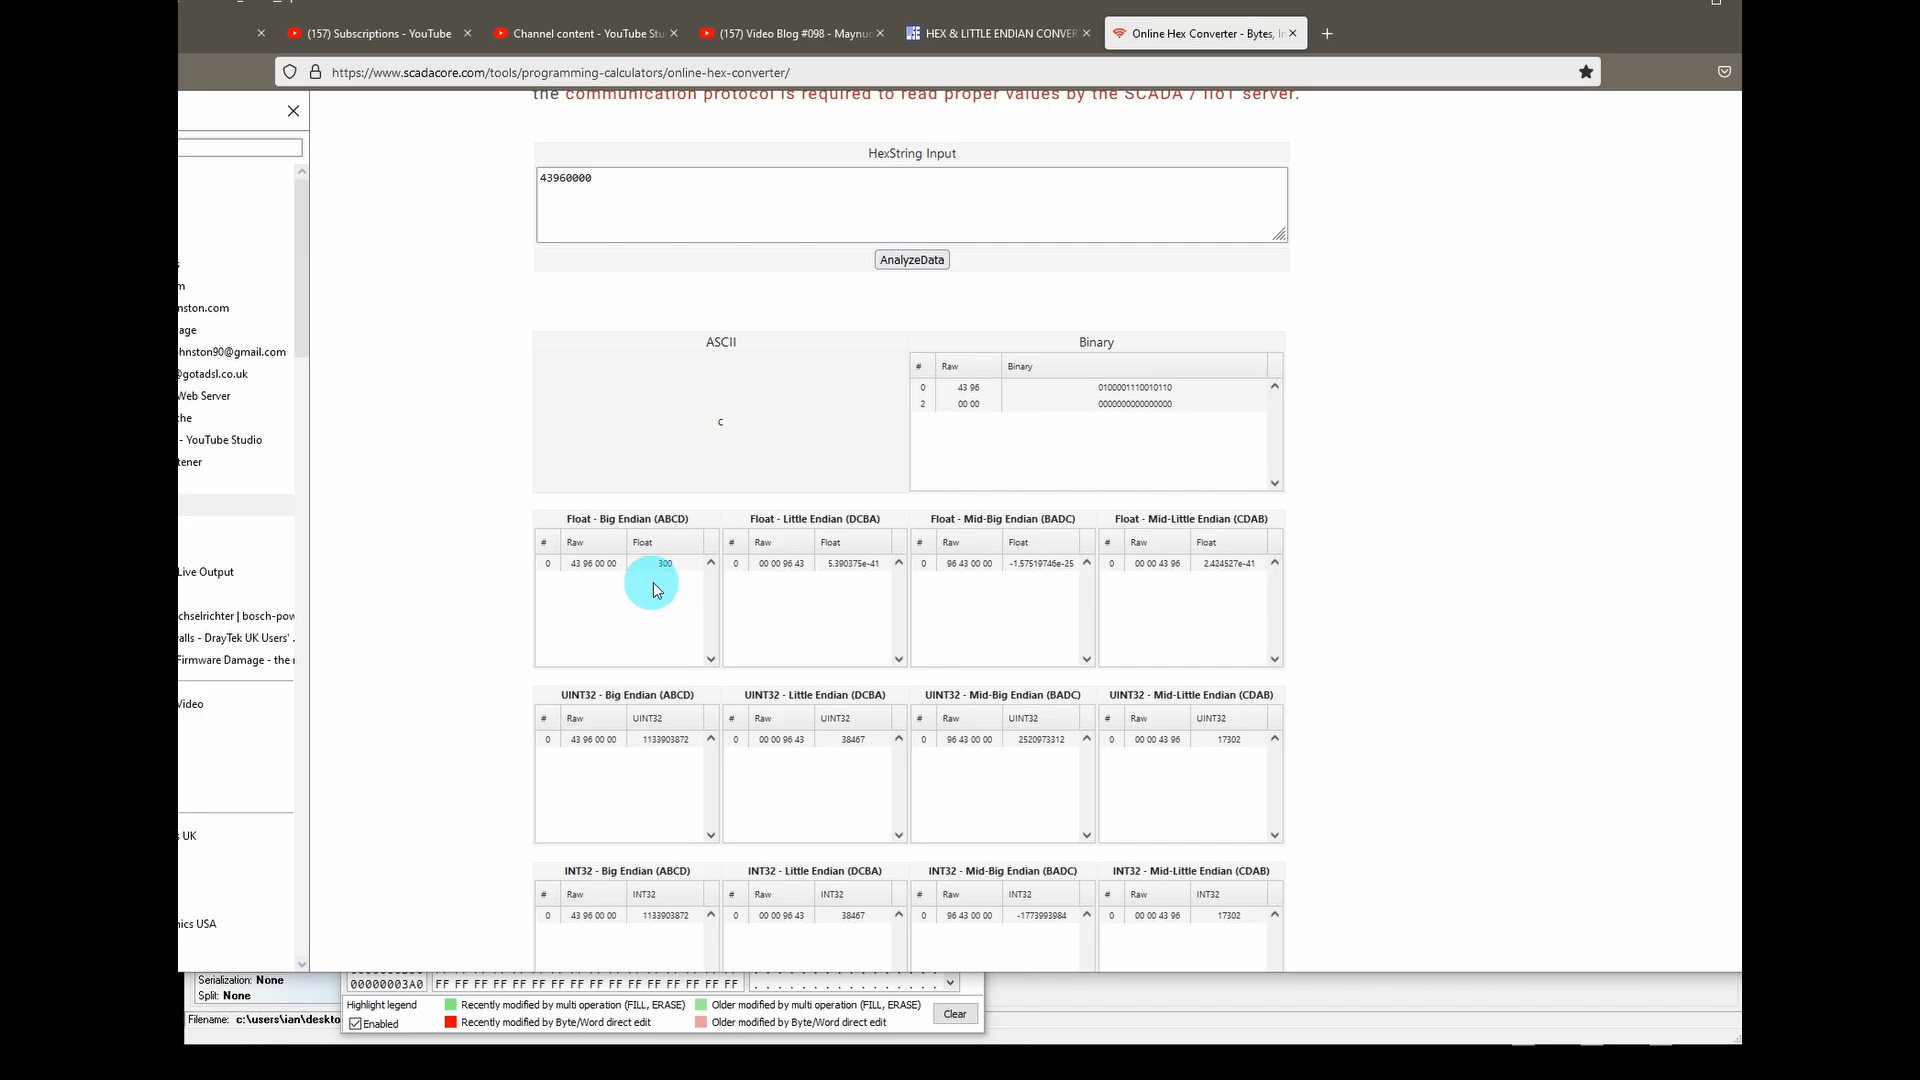 (157) Subscriptions - YouTube
Channel content - YouTube Stu
(157) Video Blog #098 - Maynuo
HEX & LITTLE ENDIAN CONVER
Online Hex Converter - Bytes, In
https://www.scadacore.com/tools/programming-calculators/online-hex-converter/
the communication protocol is required to read proper values by the SCADA / IIoT server.
HexString Input
43960000
AnalyzeData
m
nston.com
age
hnston90@gmail.com
@gotadsl.co.uk
Web Server
che
- YouTube Studio
tener
Live Output
chselrichter | bosch-pow
alls - DrayTek UK Users' .
Firmware Damage - the r
Video
s UK
nics USA
ASCII
C
Binary
# Raw Binary
0 43 96 0100001110010110
2 00 00 0000000000000000
Float - Big Endian (ABCD) Float - Little Endian (DCBA) Float - Mid-Big Endian (BADC) Float - Mid-Little Endian (CDAB)
# Raw Float # Raw Float # Raw Float # Raw Float
0 43 96 00 00 300 0 00 00 96 43 5.390375e-41 0 96 43 00 00 -1.57519746e-25 0 00 00 43 96 2.424527e-41
UINT32 - Big Endian (ABCD) UINT32 - Little Endian (DCBA) UINT32 - Mid-Big Endian (BADC) UINT32 - Mid-Little Endian (CDAB)
# Raw UINT32 # Raw UINT32 # Raw UINT32 # Raw UINT32
0 43 96 00 00 1133903872 0 00 00 96 43 38467 0 96 43 00 00 2520973312 0 00 00 43 96 17302
INT32 - Big Endian (ABCD) INT32 - Little Endian (DCBA) INT32 - Mid-Big Endian (BADC) INT32 - Mid-Little Endian (CDAB)
# Raw INT32 # Raw INT32 # Raw INT32 # Raw INT32
0 43 96 00 00 1133903872 0 00 00 96 43 38467 0 96 43 00 00 -1773993984 0 00 00 43 96 17302
Serialization: None
Split: None
Filename: c:\users\ian\deskto
00000003A0 FF FF FF FF FF FF FF FF FF FF FF FF FF FF FF FF . . . . . . . . . . . . . . . .
Highlight legend
Enabled
Recently modified by multi operation (FILL, ERASE)
Older modified by multi operation (FILL, ERASE)
Recently modified by Byte/Word direct edit
Older modified by Byte/Word direct edit
Clear